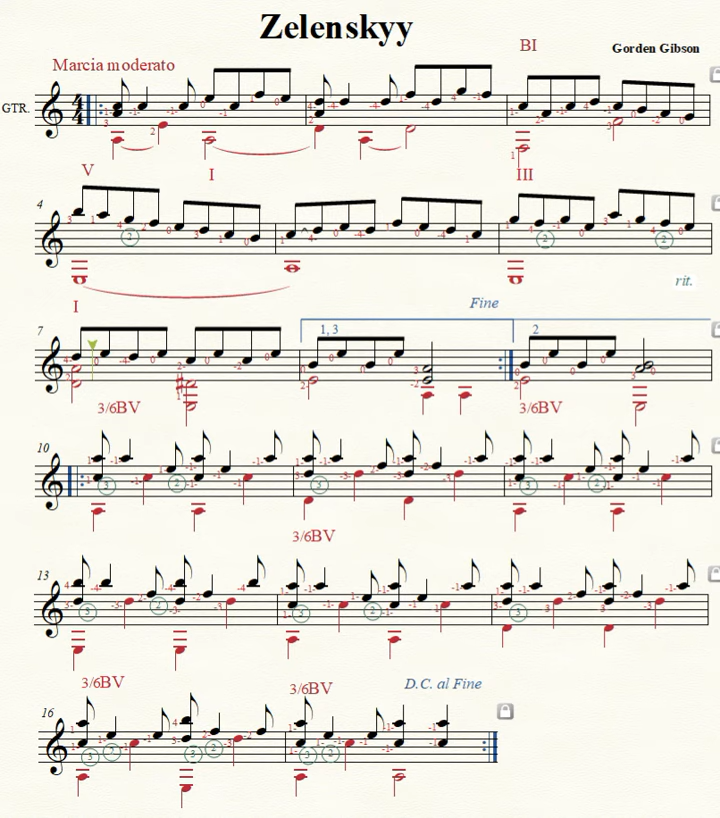 Zelenskyy
BI
Gorden Gibson
Marcia moderato
GTR.
V
I
III
4
rit.
I
Fine
7
1, 3
2
3/6BV
3/6BV
10
3/6BV
13
3/6BV
3/6BV
D.C. al Fine
16